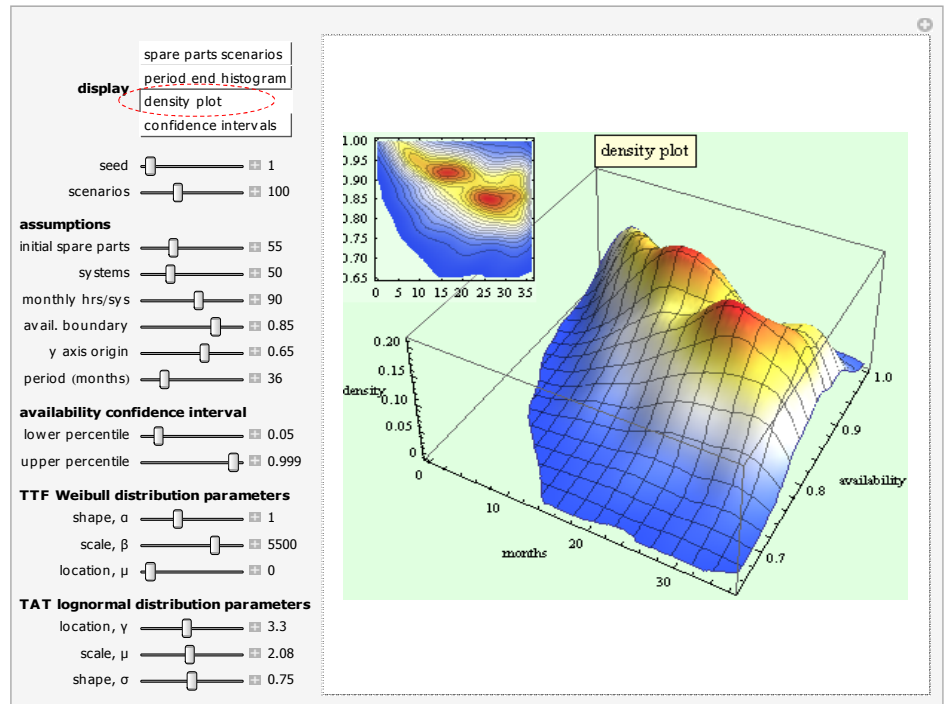 display
spare parts scenarios
period end histogram
density plot
confidence intervals
seed 1
scenarios 100
assumptions
initial spare parts 55
systems 50
monthly hrs/sys 90
avail. boundary 0.85
y axis origin 0.65
period (months) 36
availability confidence interval
lower percentile 0.05
upper percentile 0.999
TTF Weibull distribution parameters
shape, α 1
scale, β 5500
location, μ 0
TAT lognormal distribution parameters
location, γ 3.3
scale, μ 2.08
shape, σ 0.75
density plot
1.00
0.95
0.90
0.85
0.80
0.75
0.70
0.65
0 5 10 15 20 25 30 35
0.20
0.15
density
0.10
0.05
0
0
10
months
20
30
1.0
0.9
availability
0.8
0.7